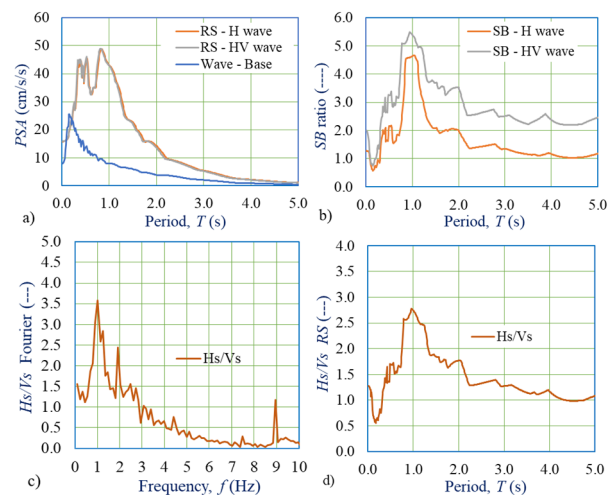 60
50
40
30
20
10
0
PSA (cm/s/s)
RS - H wave
RS - HV wave
Wave - Base
0.0 1.0 2.0 3.0 4.0 5.0
a)
Period, T (s)
6.0
5.0
4.0
3.0
2.0
1.0
0.0
SB ratio (----)
SB - H wave
SB - HV wave
0.0 1.0 2.0 3.0 4.0 5.0
b)
Period, T (s)
5.0
4.5
4.0
3.5
3.0
2.5
2.0
1.5
1.0
0.5
0.0
Hs/Vs Fourier (---)
Hs/Vs
0 1 2 3 4 5 6 7 8 9 10
c)
Frequency, f (Hz)
4.0
3.5
3.0
2.5
2.0
1.5
1.0
0.5
0.0
Hs/Vs RS (---)
Hs/Vs
0.0 1.0 2.0 3.0 4.0 5.0
d)
Period, T (s)